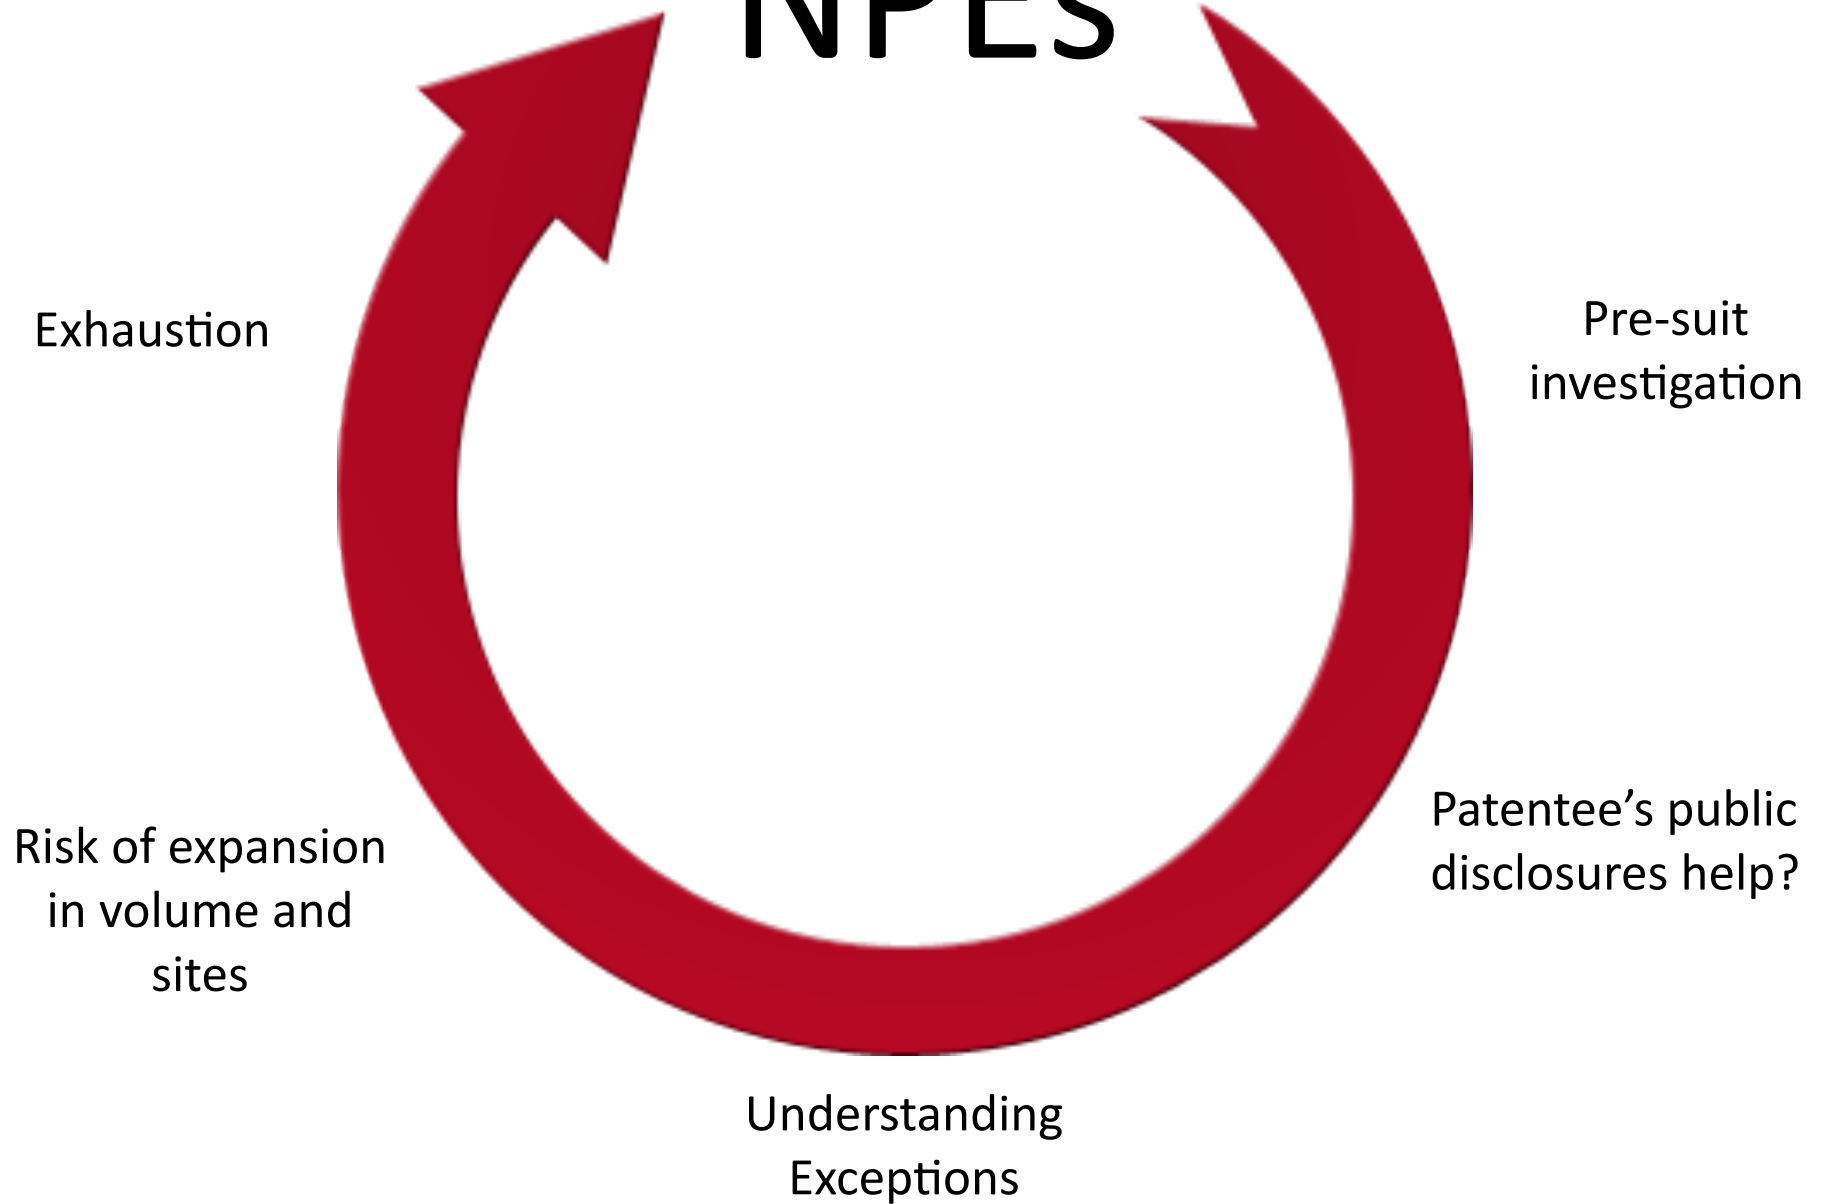 NPES
Exhaustion
Pre-suit
investigation
Patentee’s public
disclosures help?
Risk of expansion
in volume and
sites
Understanding
Exceptions